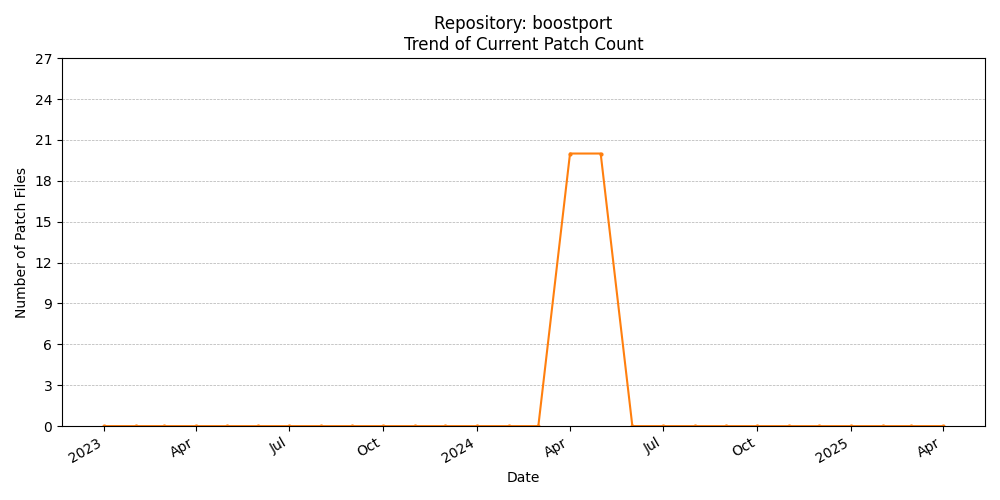 Repository: boostport
Trend of Current Patch Count
27
24
21
18
15
12
9
6
3
0
Number of Patch Files
2023
Apr
Jul
Oct
2024
Apr
Jul
Oct
2025
Apr
Date